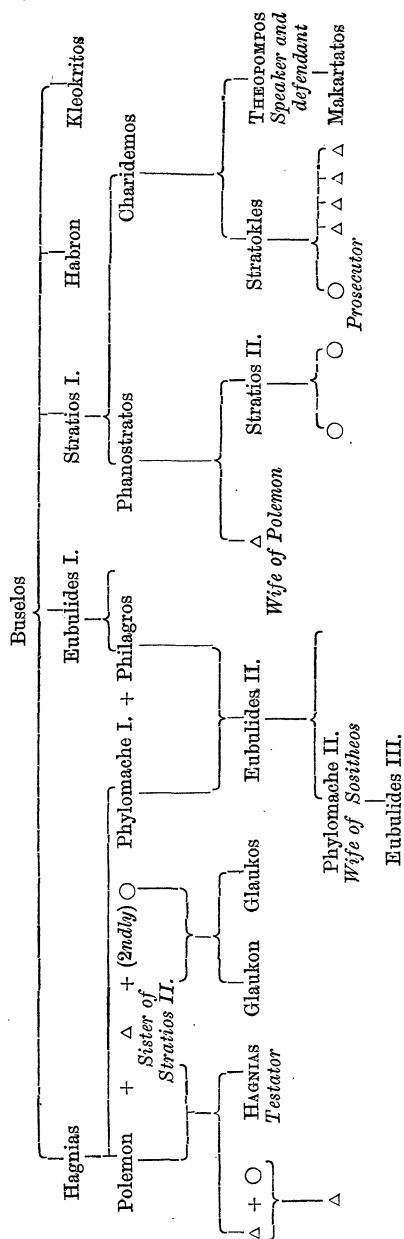 Buselos
Hagnias
Eubulides I.
Stratios I.
Habron
Kleokritos
Polemon + Δ + (2ndly) ○
Sister of
Stratios II.
Phylomache I. + Philagros
Phanostratos
Charidemos
Δ + ○
HAGNIAS
Testator
Glaukon
Glaukos
Eubulides II.
Δ
Wife of Polemon
Stratios II.
Stratokles
THEOPOMPOS
Speaker and
defendant
Δ
Phylomache II.
Wife of Sositheos
○ ○
○ Δ Δ Δ Δ
Prosecutor
Makartatos
Eubulides III.